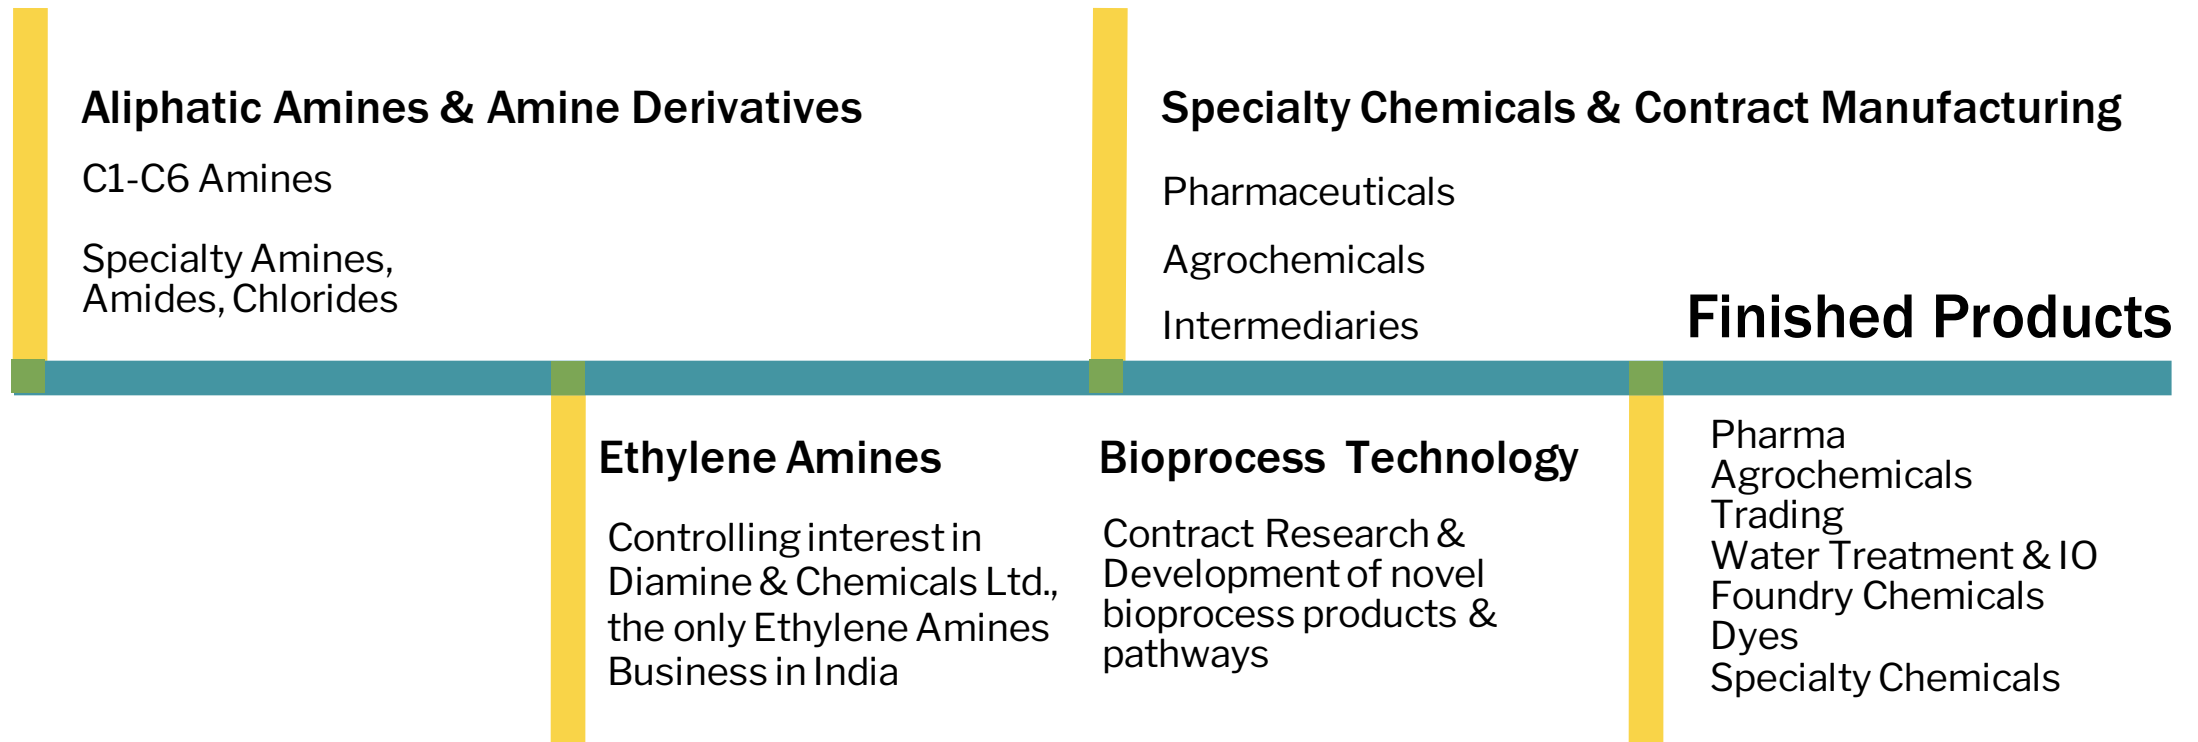 Aliphatic Amines & Amine Derivatives
C1-C6 Amines
Specialty Amines,
Amides, Chlorides
Specialty Chemicals & Contract Manufacturing
Pharmaceuticals
Agrochemicals
Intermediaries
Ethylene Amines
Controlling interest in
Diamine & Chemicals Ltd.,
the only Ethylene Amines
Business in India
Bioprocess Technology
Contract Research &
Development of novel
bioprocess products &
pathways
Finished Products
Pharma
Agrochemicals
Trading
Water Treatment & IO
Foundry Chemicals
Dyes
Specialty Chemicals